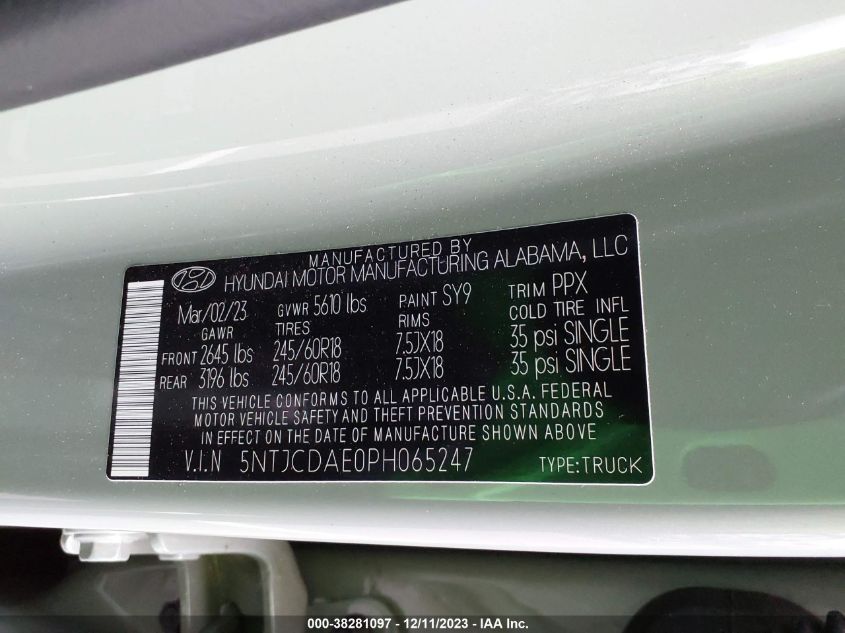 MANUFACTURED BY
HYUNDAI MOTOR MANUFACTURING ALABAMA, LLC
Mar/02/23 GVWR 5610 lbs PAINT SY9 TRIM PPX
GAWR TIRES RIMS COLD TIRE INFL
FRONT 2645 lbs 245/60R18 7.5JX18 35 psi SINGLE
REAR 3196 lbs 245/60R18 7.5JX18 35 psi SINGLE
THIS VEHICLE CONFORMS TO ALL APPLICABLE U.S.A. FEDERAL
MOTOR VEHICLE SAFETY AND THEFT PREVENTION STANDARDS
IN EFFECT ON THE DATE OF MANUFACTURE SHOWN ABOVE
V.I.N 5NTJCDAE0PH065247 TYPE:TRUCK
000-38281097 - 12/11/2023 - IAA Inc.